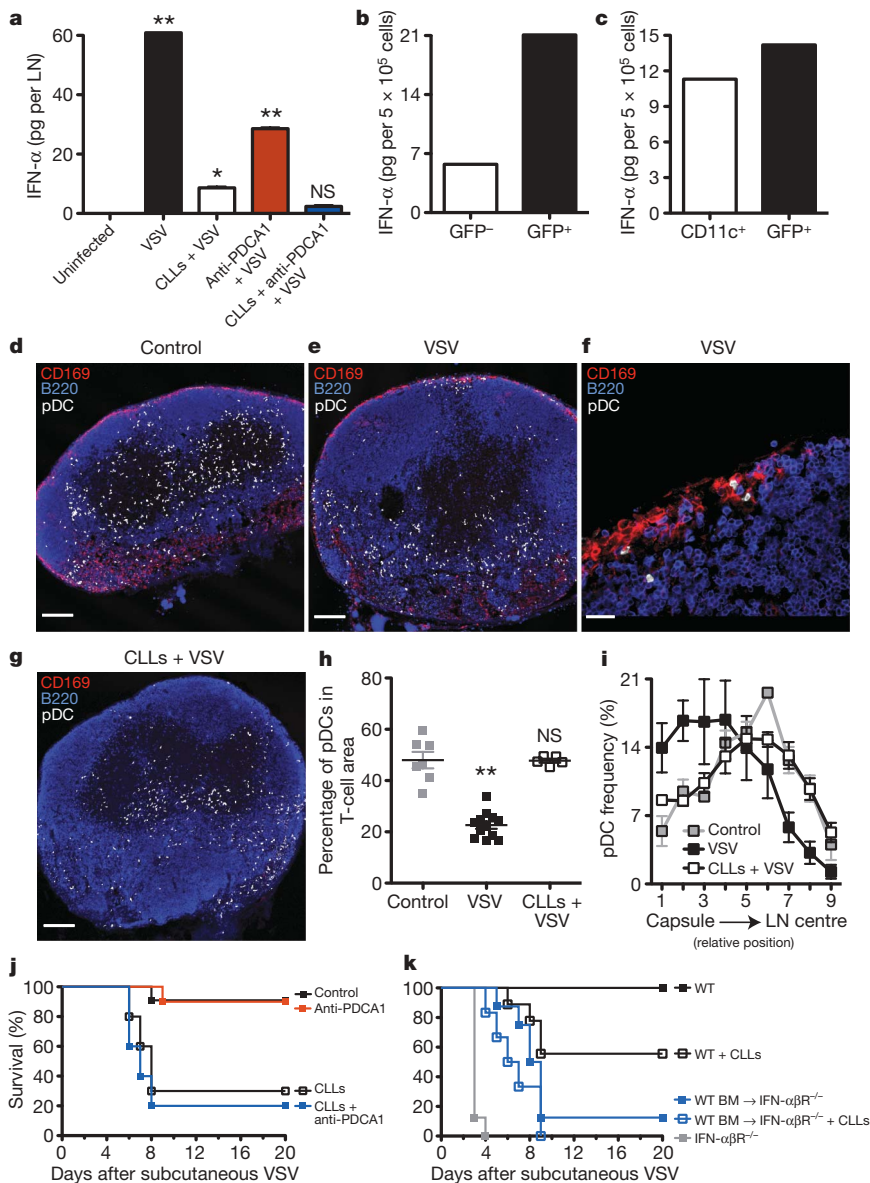 a
IFN-α (pg per LN)
60
40
20
0
**
*
**
NS
Uninfected
VSV
CLLs + VSV
Anti-PDCA1
+ VSV
CLLs + anti-PDCA1
+ VSV
b
IFN-α (pg per 5 × 10⁵ cells)
21
14
7
0
GFP⁻
GFP⁺
c
IFN-α (pg per 5 × 10⁵ cells)
15
12
9
6
3
0
CD11c⁺
GFP⁺
d
Control
CD169
B220
pDC
e
VSV
CD169
B220
pDC
f
VSV
CD169
B220
pDC
g
CLLs + VSV
CD169
B220
pDC
h
Percentage of pDCs in
T-cell area
80
60
40
20
0
**
NS
Control
VSV
CLLs +
VSV
i
pDC frequency (%)
21
14
7
0
Control
VSV
CLLs + VSV
1 3 5 7 9
Capsule → LN centre
(relative position)
j
Survival (%)
100
80
60
40
20
0
Control
Anti-PDCA1
CLLs
CLLs +
anti-PDCA1
0 4 8 12 16 20
Days after subcutaneous VSV
k
100
80
60
40
20
0
WT
WT + CLLs
WT BM → IFN-αβR⁻/⁻
WT BM → IFN-αβR⁻/⁻ + CLLs
IFN-αβR⁻/⁻
0 4 8 12 16 20
Days after subcutaneous VSV